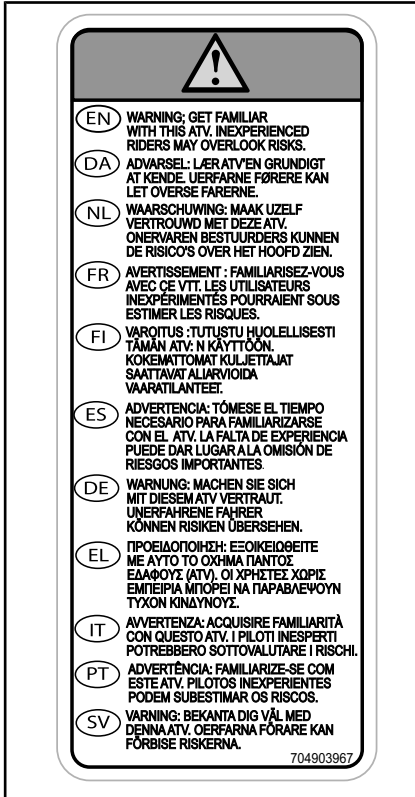 EN WARNING; GET FAMILIAR
WITH THIS ATV. INEXPERIENCED
RIDERS MAY OVERLOOK RISKS.
DA ADVARSEL: LÆR ATV'EN GRUNDIGT
AT KENDE. UERFARNE FØRERE KAN
LET OVERSE FARERNE.
NL WAARSCHUWING: MAAK UZELF
VERTROUWD MET DEZE ATV.
ONERVAREN BESTUURDERS KUNNEN
DE RISICO'S OVER HET HOOFD ZIEN.
FR AVERTISSEMENT : FAMILIARISEZ-VOUS
AVEC CE VTT. LES UTILISATEURS
INEXPÉRIMENTÉS POURRAIENT SOUS
ESTIMER LES RISQUES.
FI VAROITUS :TUTUSTU HUOLELLISESTI
TÄMÄN ATV: N KÄYTTÖÖN.
KOKEMATTOMAT KULJETTAJAT
SAATTAVAT ALIARVIOIDA
VAARATILANTEET.
ES ADVERTENCIA: TÓMESE EL TIEMPO
NECESARIO PARA FAMILIARIZARSE
CON EL ATV. LA FALTA DE EXPERIENCIA
PUEDE DAR LUGAR A LA OMISIÓN DE
RIESGOS IMPORTANTES.
DE WARNUNG: MACHEN SIE SICH
MIT DIESEM ATV VERTRAUT.
UNERFAHRENE FAHRER
KÖNNEN RISIKEN ÜBERSEHEN.
EL ΠΡΟΕΙΔΟΠΟΙΗΣΗ: ΕΞΟΙΚΕΙΩΘΕΙΤΕ
ΜΕ ΑΥΤΟ ΤΟ ΟΧΗΜΑ ΠΑΝΤΟΣ
ΕΔΑΦΟΥΣ (ATV). ΟΙ ΧΡΗΣΤΕΣ ΧΩΡΙΣ
ΕΜΠΕΙΡΙΑ ΜΠΟΡΕΙ ΝΑ ΠΑΡΑΒΛΕΨΟΥΝ
ΤΥΧΟΝ ΚΙΝΔΥΝΟΥΣ.
IT AVVERTENZA: ACQUISIRE FAMILIARITÀ
CON QUESTO ATV. I PILOTI INESPERTI
POTREBBERO SOTTOVALUTARE I RISCHI.
PT ADVERTÊNCIA: FAMILIARIZE-SE COM
ESTE ATV. PILOTOS INEXPERIENTES
PODEM SUBESTIMAR OS RISCOS.
SV VARNING: BEKANTA DIG VÄL MED
DENNA ATV. OERFARNA FÖRARE KAN
FÖRBISE RISKERNA.
704903967